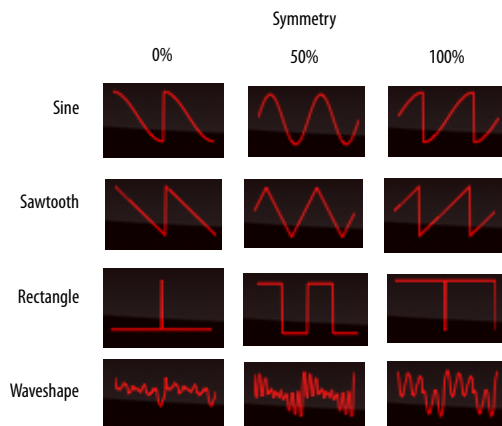 Symmetry
0% 50% 100%
Sine
Sawtooth
Rectangle
Waveshape